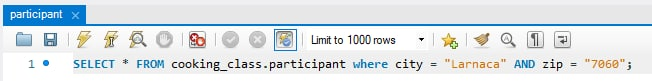 participant
Limit to 1000 rows
1 SELECT * FROM cooking_class.participant where city = "Larnaca" AND zip = "7060";